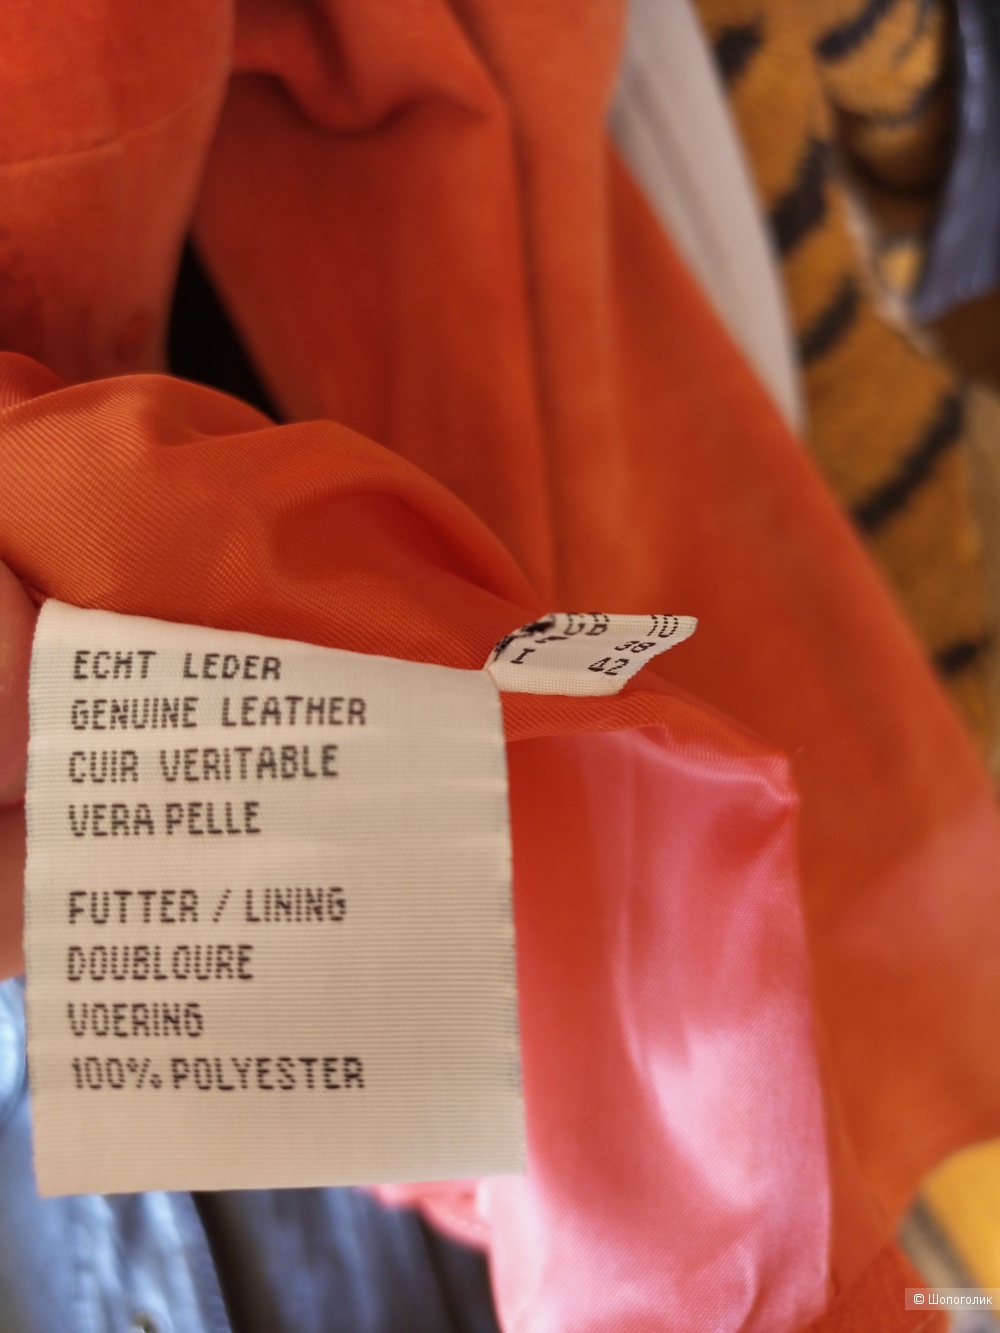 ECHT LEDER
GENUINE LEATHER
CUIR VERITABLE
VERA PELLE
FUTTER / LINING
DOUBLOURE
VOERING
100% POLYESTER
GB 10
38
I 42
© Шопоголик